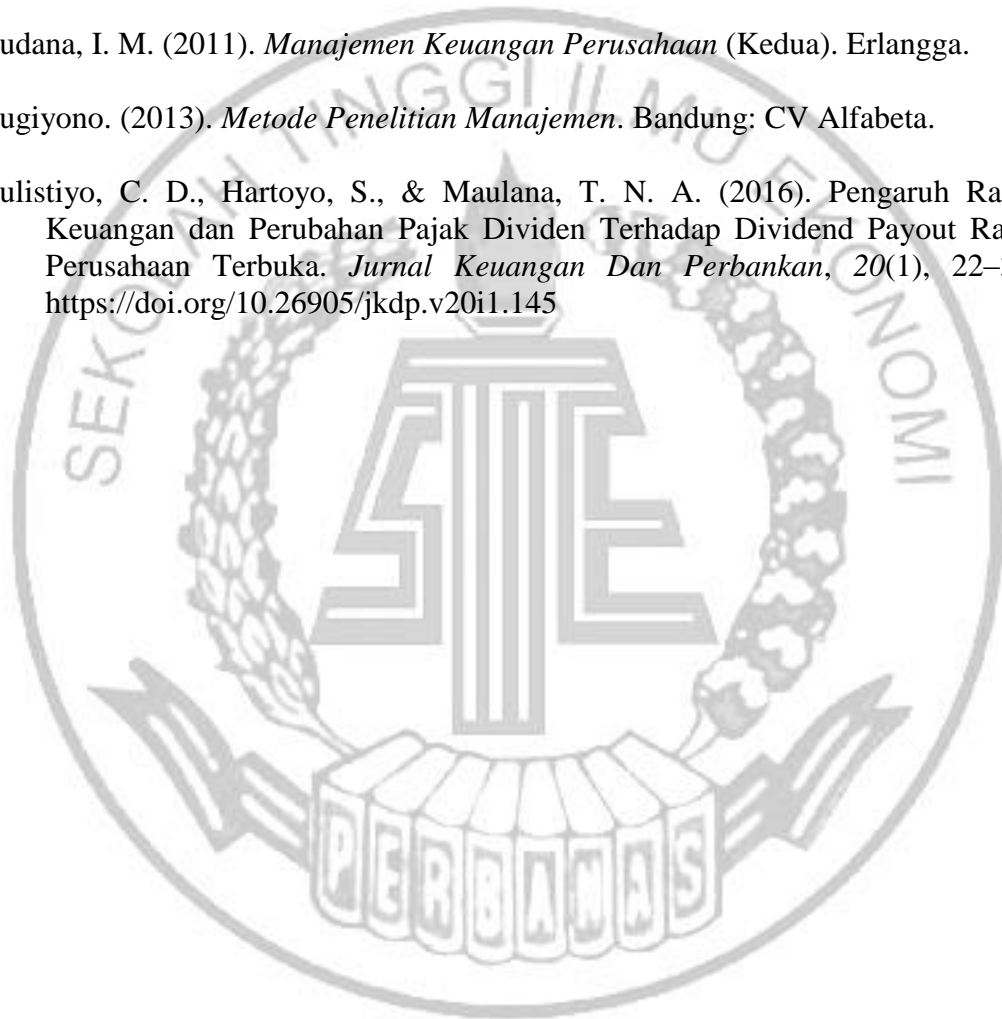 udana, I. M. (2011). Manajemen Keuangan Perusahaan (Kedua). Erlangga.
ugiyono. (2013). Metode Penelitian Manajemen. Bandung: CV Alfabeta.
ulistiyo, C. D., Hartoyo, S., & Maulana, T. N. A. (2016). Pengaruh Ra
Keuangan dan Perubahan Pajak Dividen Terhadap Dividend Payout Ra
Perusahaan Terbuka. Jurnal Keuangan Dan Perbankan, 20(1), 22–
https://doi.org/10.26905/jkdp.v20i1.145
SEKOLAH TINGGI ILMU EKONOMI
STIE
PERBANAS